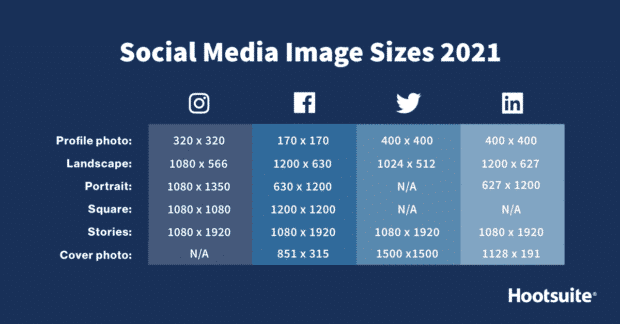 Social Media Image Sizes 2021
Profile photo: 320 x 320 170 x 170 400 x 400 400 x 400
Landscape: 1080 x 566 1200 x 630 1024 x 512 1200 x 627
Portrait: 1080 x 1350 630 x 1200 N/A 627 x 1200
Square: 1080 x 1080 1200 x 1200 N/A N/A
Stories: 1080 x 1920 1080 x 1920 1080 x 1920 1080 x 1920
Cover photo: N/A 851 x 315 1500 x1500 1128 x 191
Hootsuite®